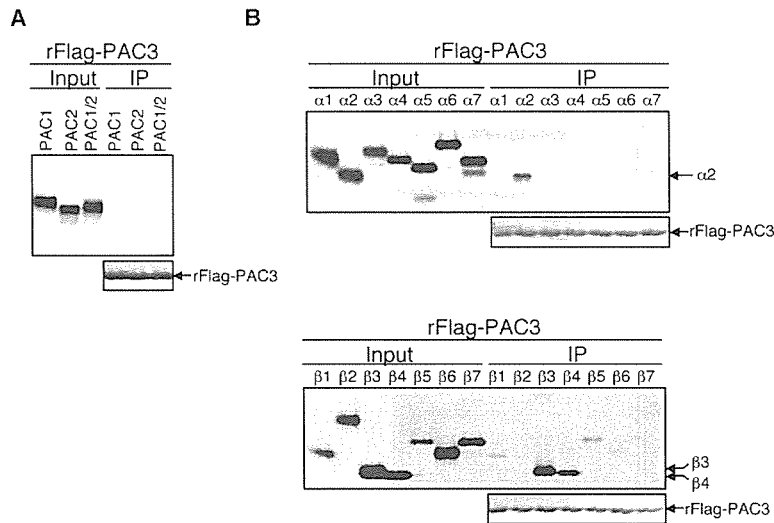 A
rFlag-PAC3
Input IP
PAC1 PAC2 PAC1/2 PAC1 PAC2 PAC1/2
rFlag-PAC3
B
rFlag-PAC3
Input IP
α1 α2 α3 α4 α5 α6 α7 α1 α2 α3 α4 α5 α6 α7
α2
rFlag-PAC3
rFlag-PAC3
Input IP
β1 β2 β3 β4 β5 β6 β7 β1 β2 β3 β4 β5 β6 β7
β3
β4
rFlag-PAC3